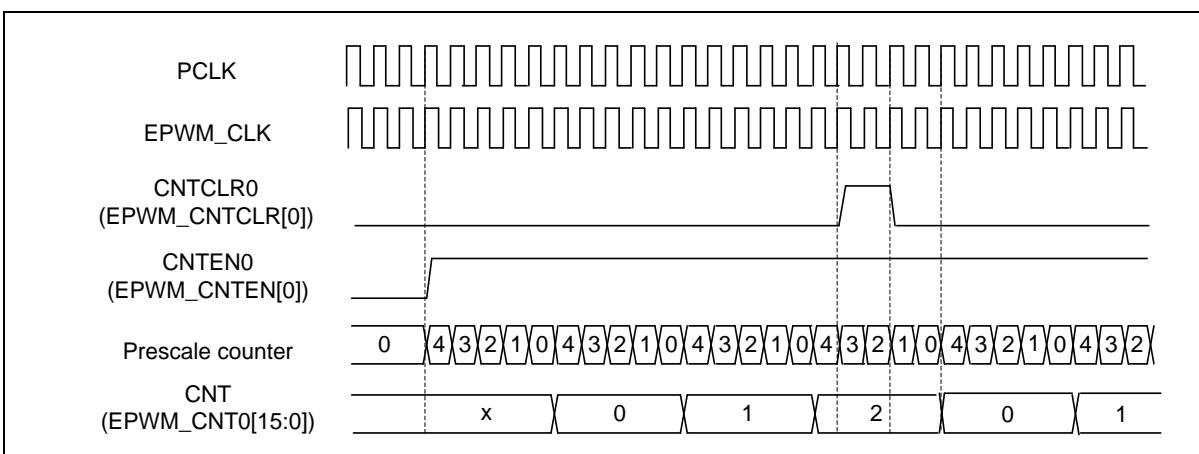 PCLK
EPWM_CLK
CNTCLR0
(EPWM_CNTCLR[0])
CNTEN0
(EPWM_CNTEN[0])
Prescale counter 0 4 3 2 1 0 4 3 2 1 0 4 3 2 1 0 4 3 2 1 0 4 3 2 1 0 4 3 2
CNT
(EPWM_CNT0[15:0]) x 0 1 2 0 1